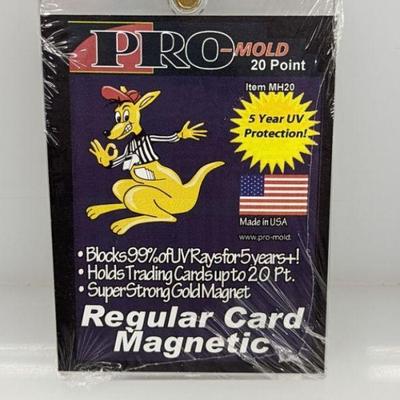 PRO-MOLD
20 Point
Item MH20
5 Year UV
Protection!
Made in USA
www.pro-mold.
• Blocks 99% of UV Rays for 5 years+!
• Holds Trading Cards up to 20 Pt.
• Super Strong Gold Magnet
Regular Card
Magnetic